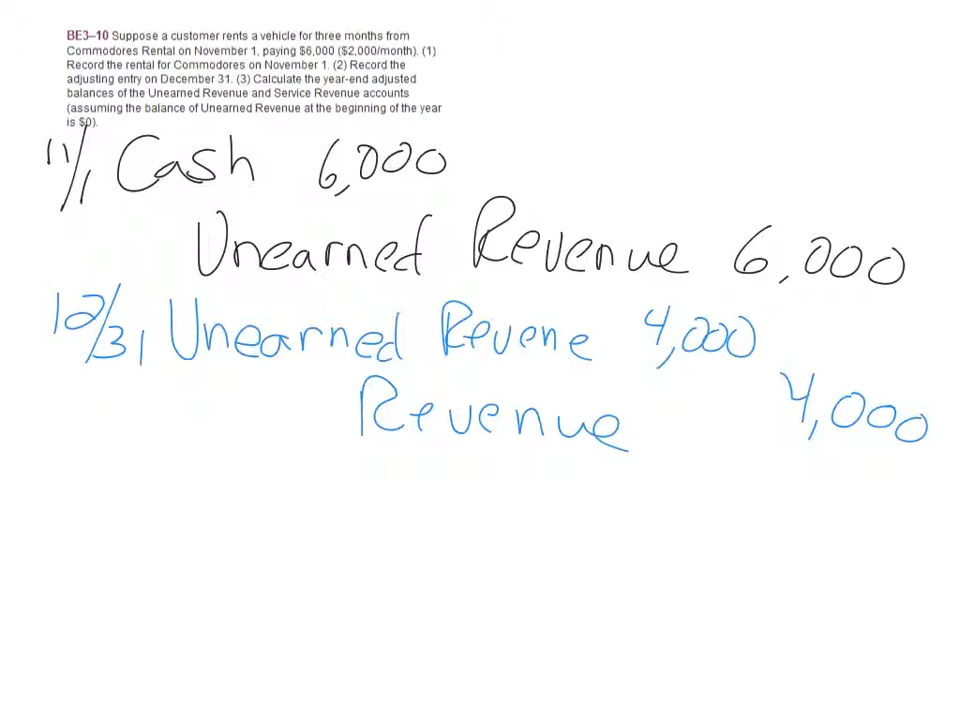 BE3–10 Suppose a customer rents a vehicle for three months from
Commodores Rental on November 1, paying $6,000 ($2,000/month). (1)
Record the rental for Commodores on November 1. (2) Record the
adjusting entry on December 31. (3) Calculate the year-end adjusted
balances of the Unearned Revenue and Service Revenue accounts
(assuming the balance of Unearned Revenue at the beginning of the year
is $0).
11/1 Cash 6,000
Unearned Revenue 6,000
12/31 Unearned Revene 4,000
Revenue 4,000